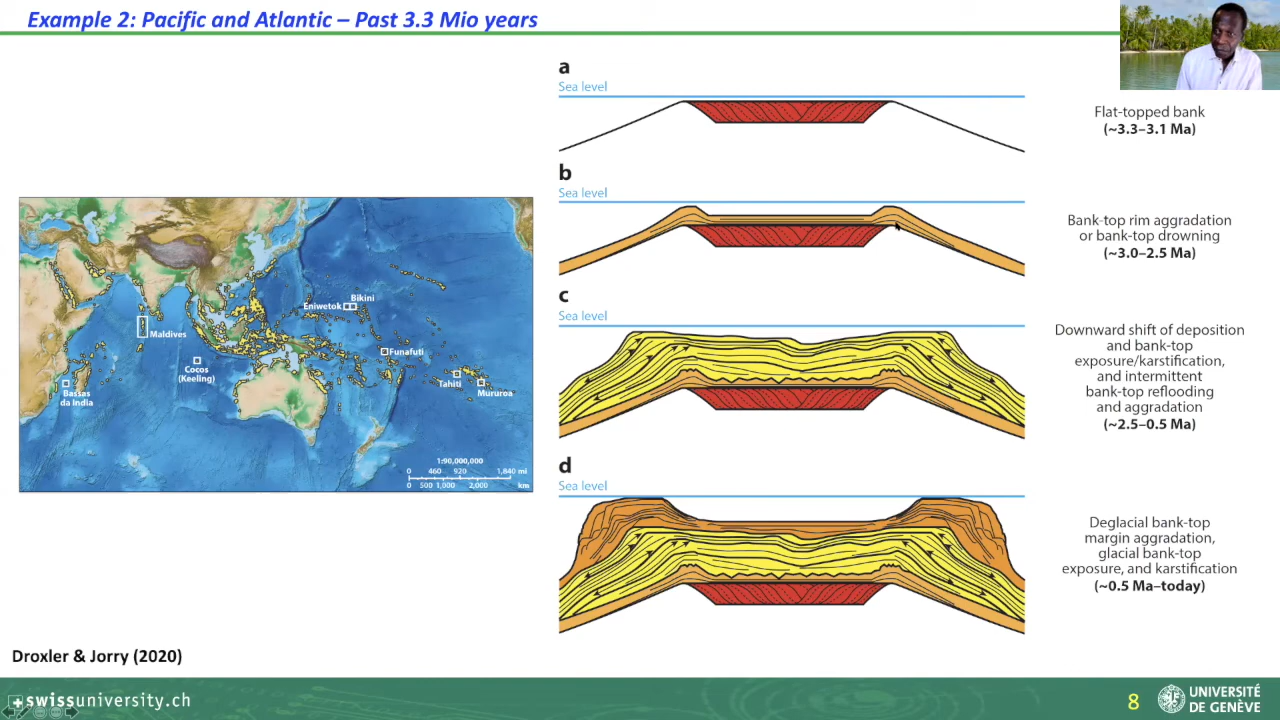 Example 2: Pacific and Atlantic – Past 3.3 Mio years
a
Sea level
Flat-topped bank
(~3.3–3.1 Ma)
b
Sea level
Bank-top rim aggradation
or bank-top drowning
(~3.0–2.5 Ma)
c
Sea level
Downward shift of deposition
and bank-top
exposure/karstification,
and intermittent
bank-top reflooding
and aggradation
(~2.5–0.5 Ma)
d
Sea level
Deglacial bank-top
margin aggradation,
glacial bank-top
exposure, and karstification
(~0.5 Ma–today)
Bikini
Eniwetok
Maldives
Funafuti
Cocos
(Keeling)
Tahiti
Mururoa
Bassas
da India
1:90,000,000
0 460 920 1,840 mi
0 500 1,000 2,000 km
Droxler & Jorry (2020)
swissuniversity.ch
8
UNIVERSITÉ
DE GENÈVE